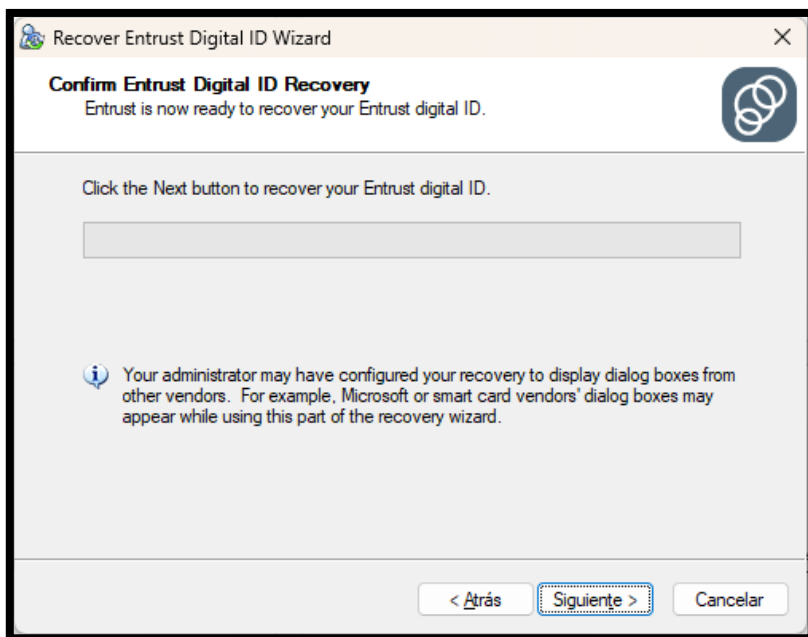 Recover Entrust Digital ID Wizard
Confirm Entrust Digital ID Recovery
Entrust is now ready to recover your Entrust digital ID.
Click the Next button to recover your Entrust digital ID.
Your administrator may have configured your recovery to display dialog boxes from
other vendors. For example, Microsoft or smart card vendors' dialog boxes may
appear while using this part of the recovery wizard.
< Atrás Siguiente > Cancelar